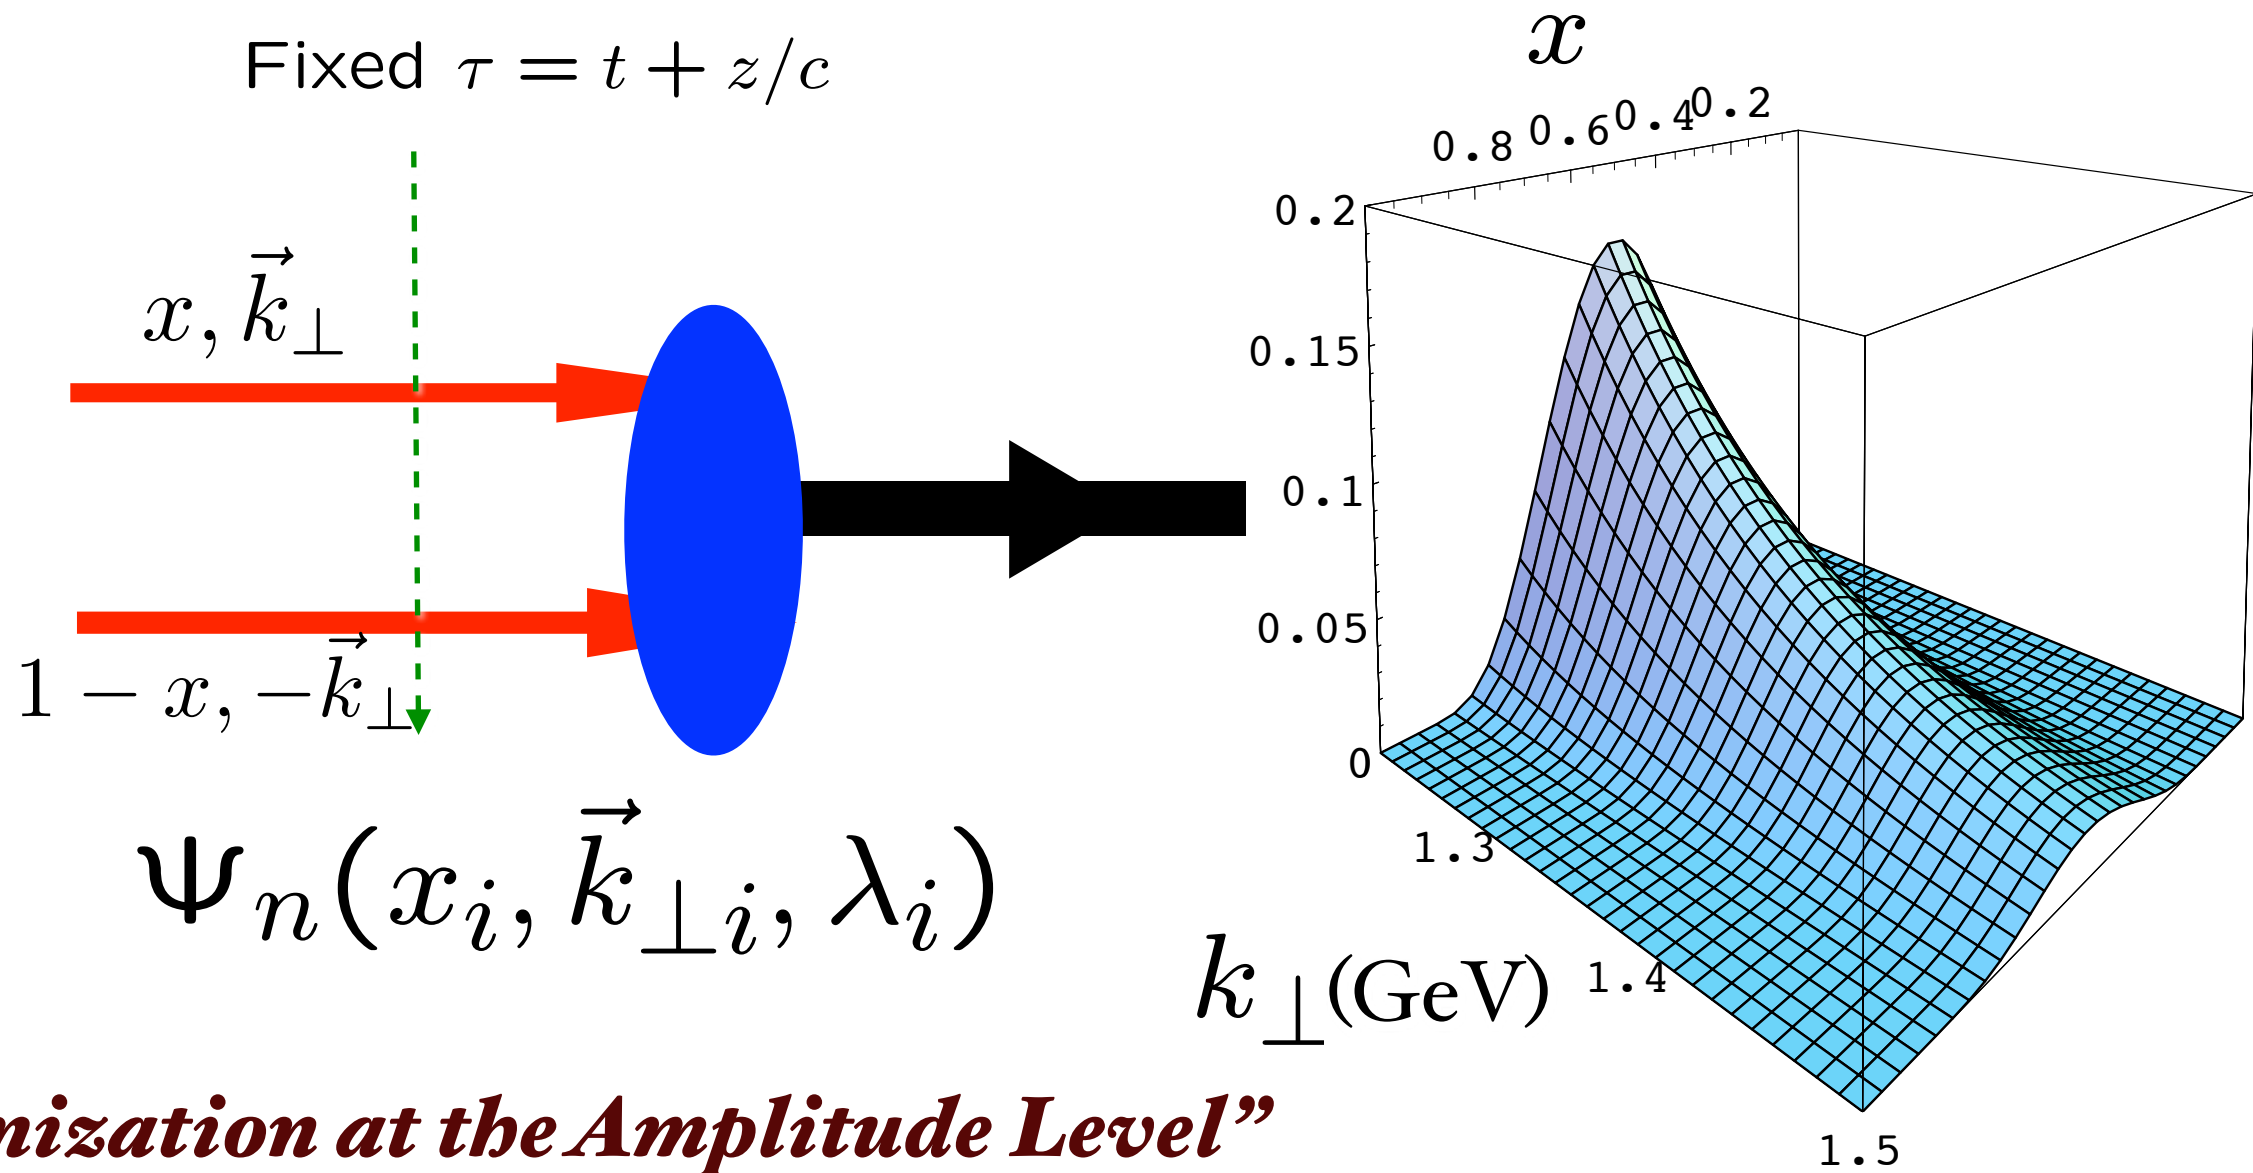 Fixed τ = t + z/c
x, k⃗⊥
1 − x, −k⃗⊥
Ψn(xi, k⃗⊥i, λi)
x
0.8 0.6 0.4 0.2
0.2
0.15
0.1
0.05
0
1.3
1.4
1.5
k⊥(GeV)
nization at the Amplitude Level”